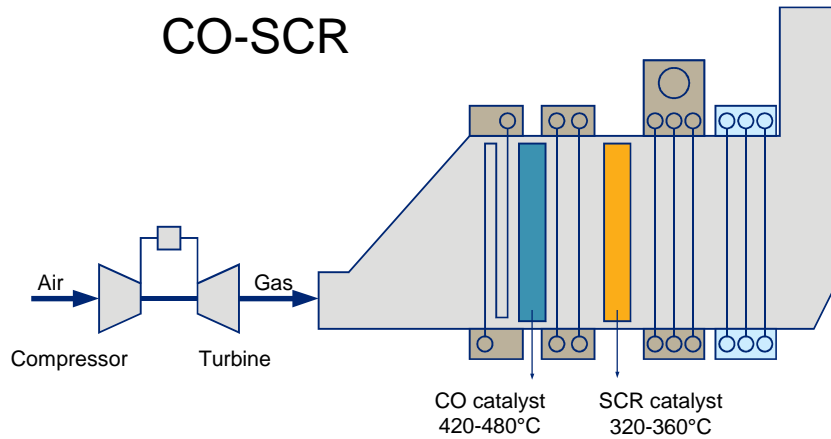 CO-SCR
Air
Gas
Compressor
Turbine
CO catalyst
420-480°C
SCR catalyst
320-360°C